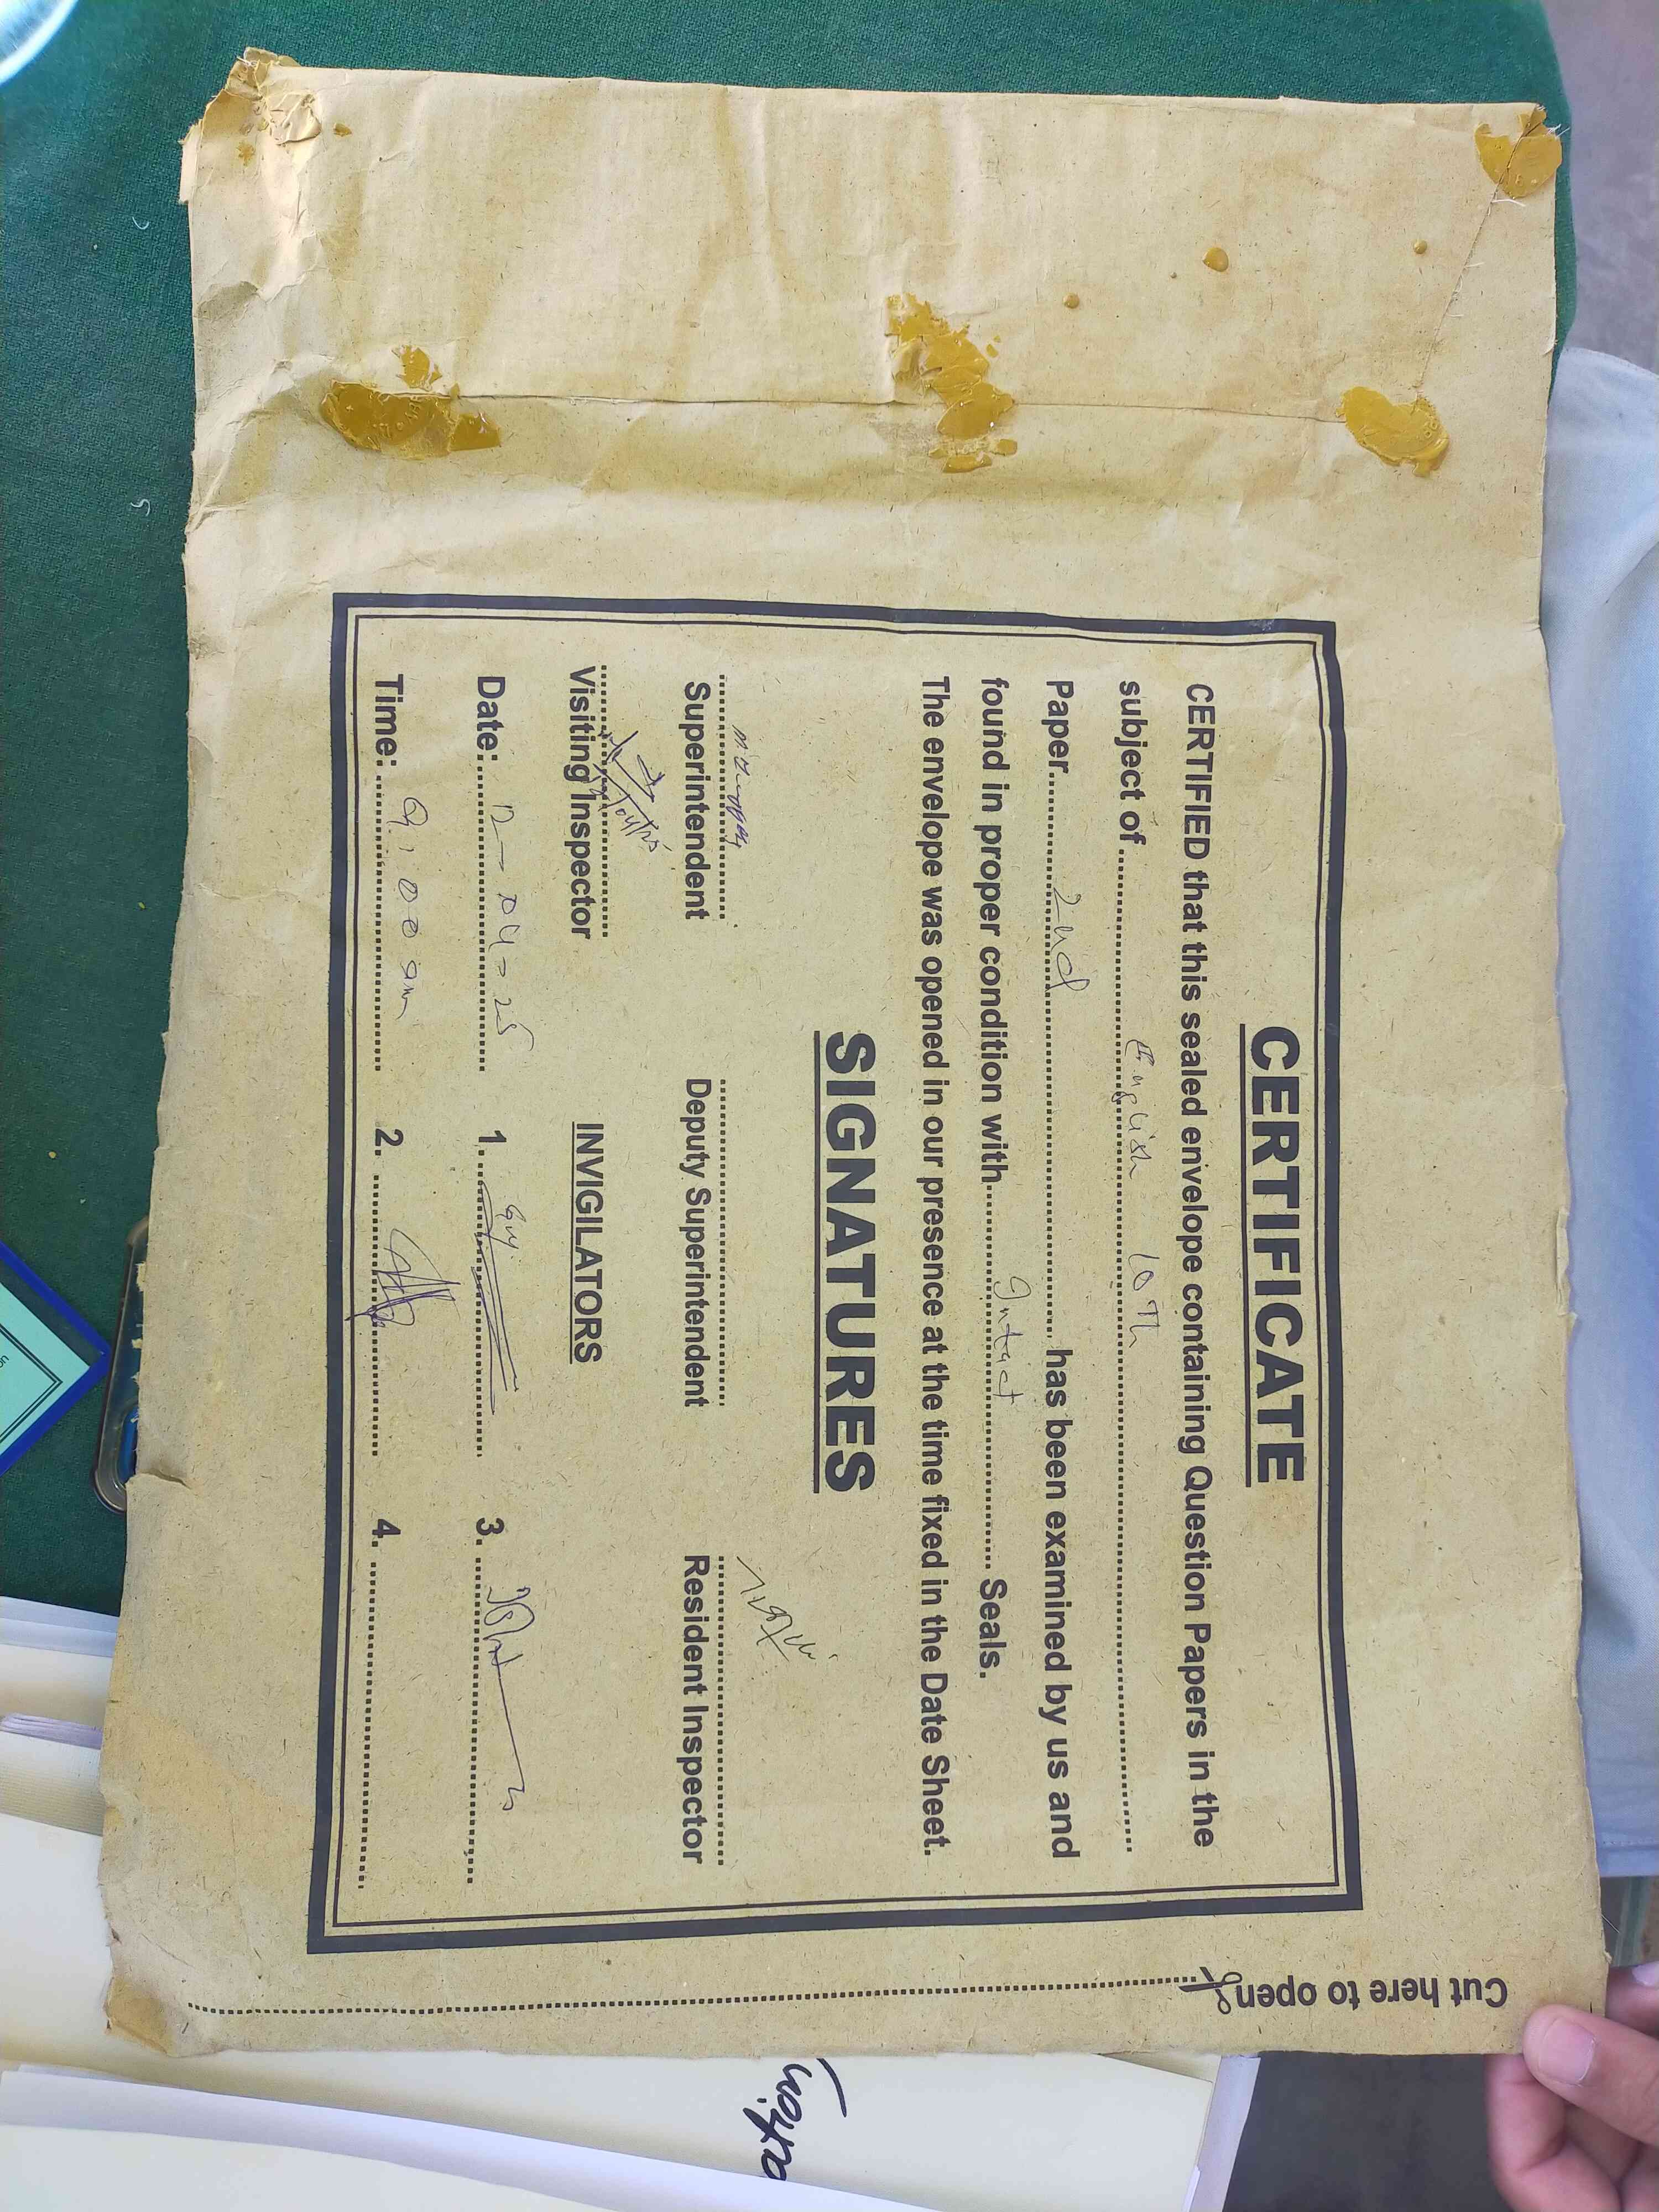 CERTIFICATE
CERTIFIED that this sealed envelope containing Question Papers in the
subject of.......... English 10th ..........
Paper.......... 2nd .......... has been examined by us and
found in proper condition with.......... Intact .......... Seals.
The envelope was opened in our presence at the time fixed in the Date Sheet.
SIGNATURES
Superintendent Deputy Superintendent Resident Inspector
Visiting Inspector INVIGILATORS
Date:.......... 12-04-25 1. .......... 3. ..........
Time:.......... 9:00 am 2. .......... 4. ..........
Cut here to open